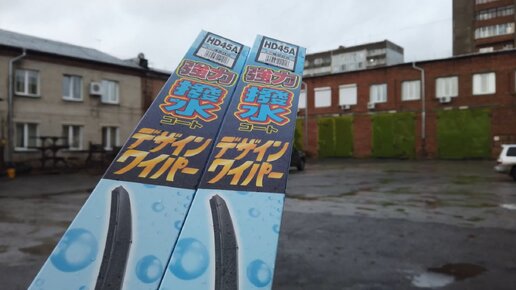 HD45A
強力
撥水
コート
デザイン
ワイパー
HD45A
強力
撥水
コート
デザイン
ワイパー